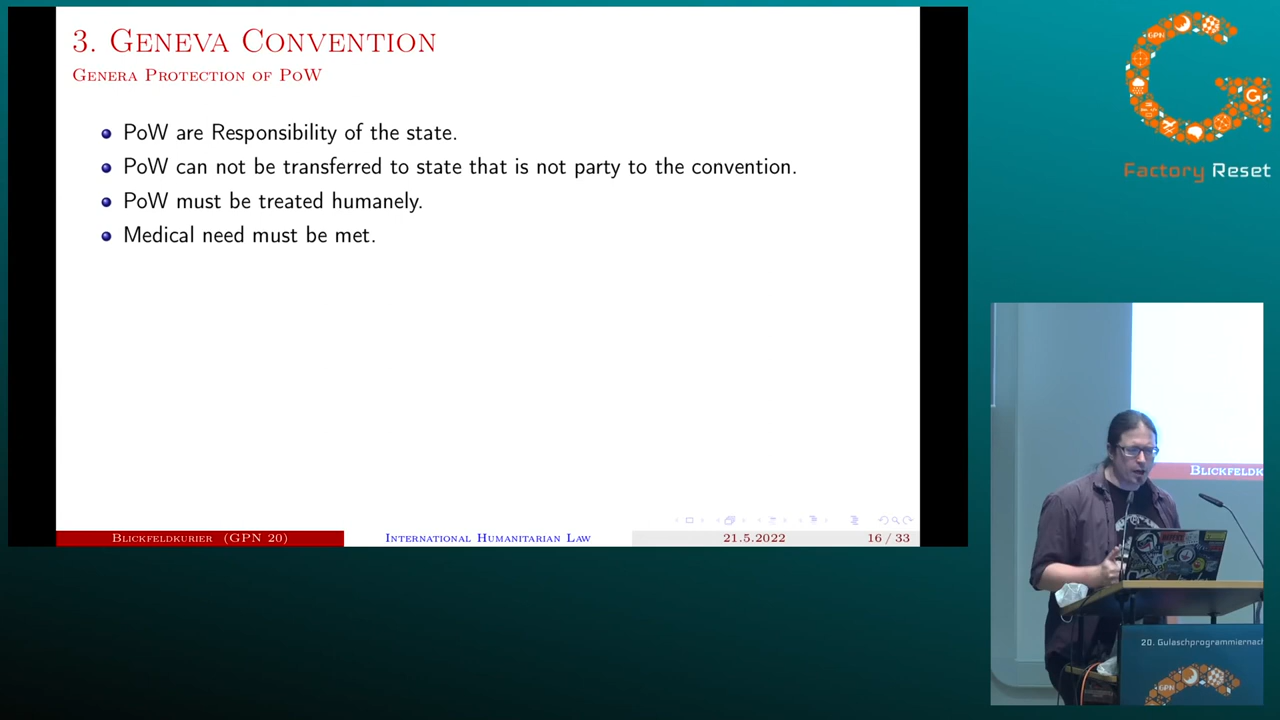 3. Geneva Convention
Genera Protection of PoW
PoW are Responsibility of the state.
PoW can not be transferred to state that is not party to the convention.
PoW must be treated humanely.
Medical need must be met.
Blickfeldkurier (GPN 20)
International Humanitarian Law
21.5.2022
16 / 33
GPN
G
Factory Reset
Blickfeldk
20. Gulaschprogrammiernach
GPN